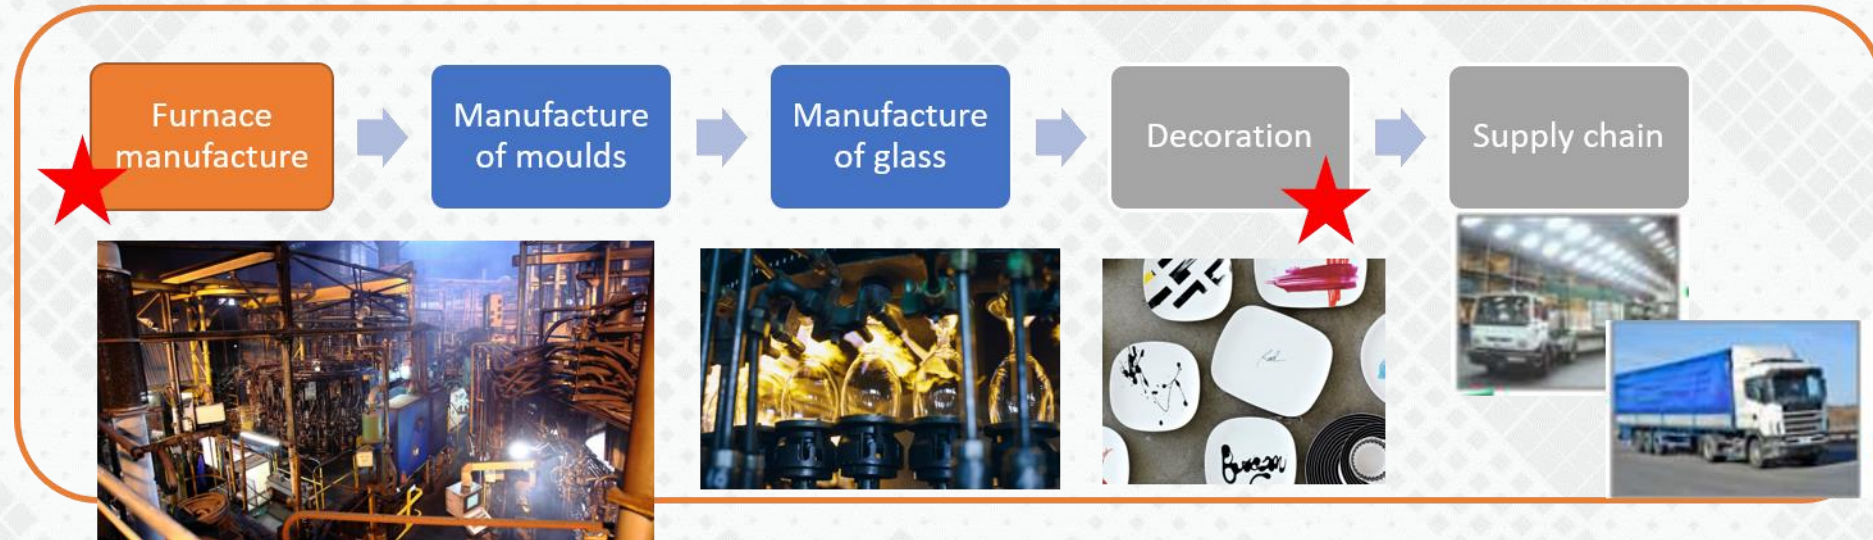 Furnace
manufacture
Manufacture
of moulds
Manufacture
of glass
Decoration
Supply chain